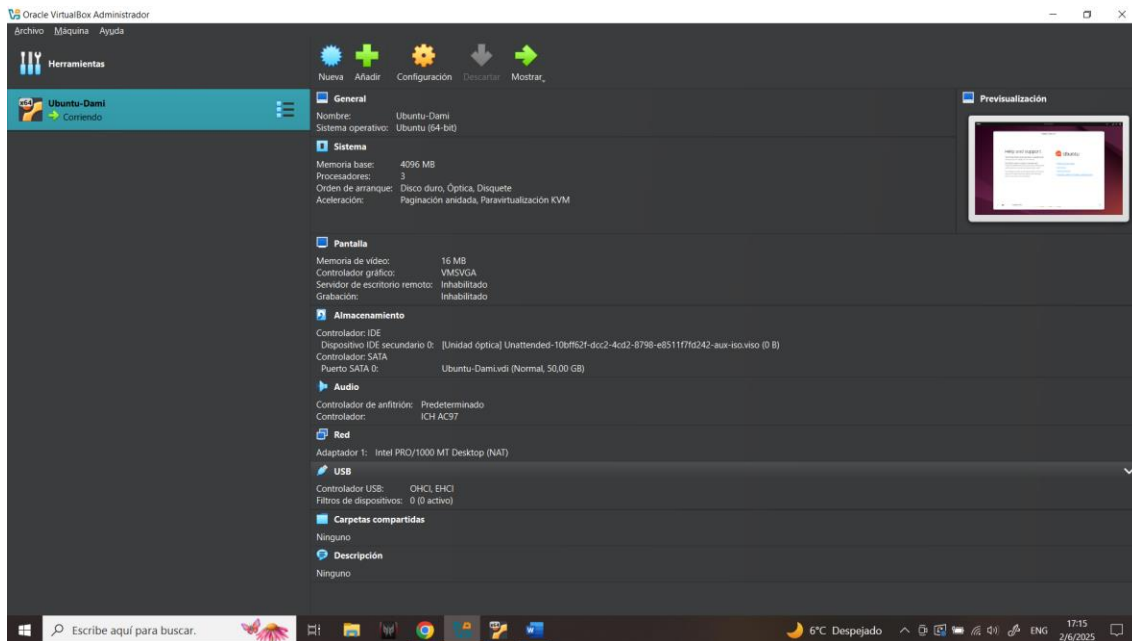 Oracle VirtualBox Administrador
Archivo Máquina Ayuda
Herramientas
Nueva Añadir Configuración Descartar Mostrar
Ubuntu-Dami
Corriendo
General
Nombre: Ubuntu-Dami
Sistema operativo: Ubuntu (64-bit)
Previsualización
Help and support
Ubuntu
Sistema
Memoria base: 4096 MB
Procesadores: 3
Orden de arranque: Disco duro, Óptica, Disquete
Aceleración: Paginación anidada, Paravirtualización KVM
Pantalla
Memoria de vídeo: 16 MB
Controlador gráfico: VMSVGA
Servidor de escritorio remoto: Inhabilitado
Grabación: Inhabilitado
Almacenamiento
Controlador: IDE
Dispositivo IDE secundario 0: [Unidad óptica] Unattended-10bff62f-dcc2-4cd2-8798-e8511f7fd242-aux-iso.viso (0 B)
Controlador: SATA
Puerto SATA 0: Ubuntu-Dami.vdi (Normal, 50,00 GB)
Audio
Controlador de anfitrión: Predeterminado
Controlador: ICH AC97
Red
Adaptador 1: Intel PRO/1000 MT Desktop (NAT)
USB
Controlador USB: OHCI, EHCI
Filtros de dispositivos: 0 (0 activo)
Carpetas compartidas
Ninguno
Descripción
Ninguno
Escribe aquí para buscar.
6°C Despejado
ENG
17:15
2/6/2025